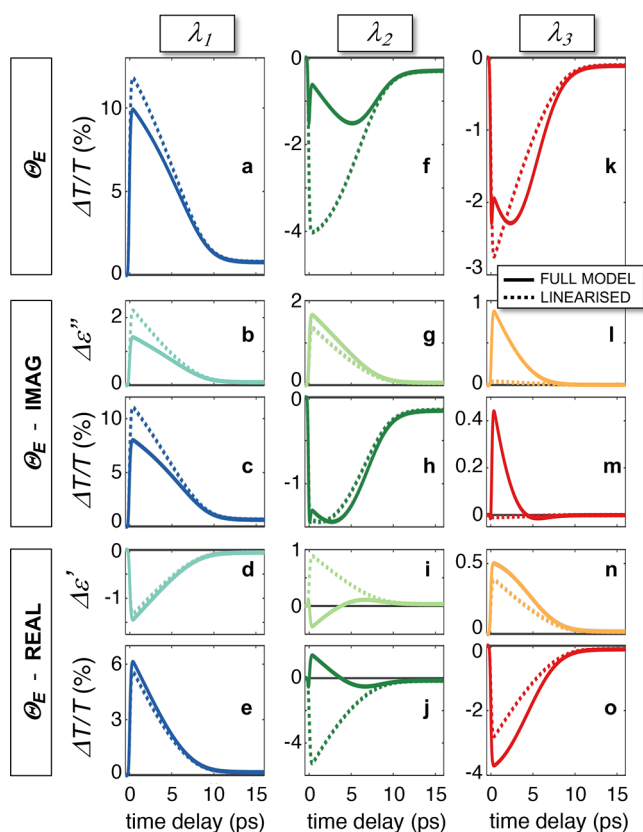 λ1 λ2 λ3
ΘE
ΔT/T (%)
10
5
0
a
0
-2
-4
f
0
-1
-2
-3
k
FULL MODEL
LINEARISED
ΘE - IMAG
Δε''
2
0
b
2
1
0
g
1
0
l
ΔT/T (%)
10
5
0
c
0
-1
h
0.4
0.2
0
m
ΘE - REAL
Δε'
0
-1
d
1
0
i
0.5
0
n
ΔT/T (%)
6
3
0
e
0
-4
j
0
-2
-4
o
0 5 10 15
0 5 10 15
0 5 10 15
time delay (ps)
time delay (ps)
time delay (ps)